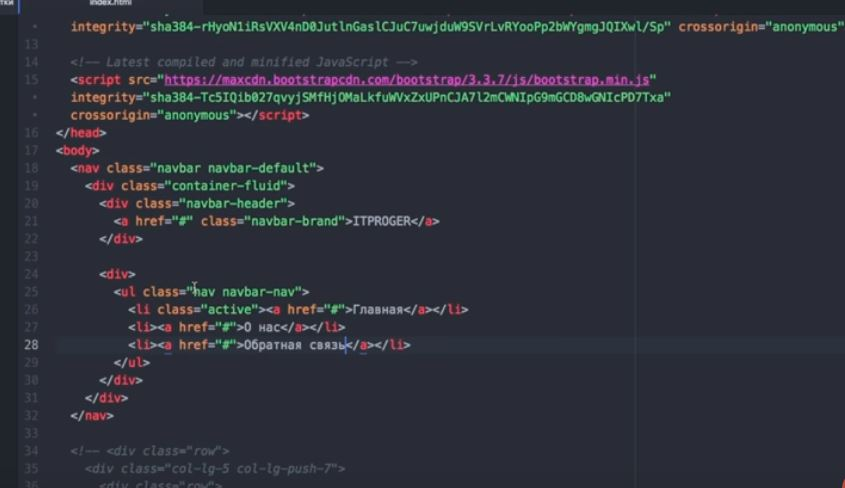 тки index.html
integrity="sha384-rHyoN1iRsVXV4nD0JutlnGaslCJuC7uwjduW9SVrLvRYooPp2bWYgmgJQIXwl/Sp" crossorigin="anonymous"
13
14 <!-- Latest compiled and minified JavaScript -->
15 <script src="https://maxcdn.bootstrapcdn.com/bootstrap/3.3.7/js/bootstrap.min.js"
integrity="sha384-Tc5IQib027qvyjSMfHjOMaLkfuWVxZxUPnCJA7l2mCWNIpG9mGCD8wGNIcPD7Txa"
crossorigin="anonymous"></script>
16 </head>
17 <body>
18 <nav class="navbar navbar-default">
19 <div class="container-fluid">
20 <div class="navbar-header">
21 <a href="#" class="navbar-brand">ITPROGER</a>
22 </div>
23
24 <div>
25 <ul class="nav navbar-nav">
26 <li class="active"><a href="#">Главная</a></li>
27 <li><a href="#">О нас</a></li>
28 <li><a href="#">Обратная связь</a></li>
29 </ul>
30 </div>
31 </div>
32 </nav>
33
34 <!-- <div class="row">
35 <div class="col-lg-5 col-lg-push-7">
36 <div class="row">